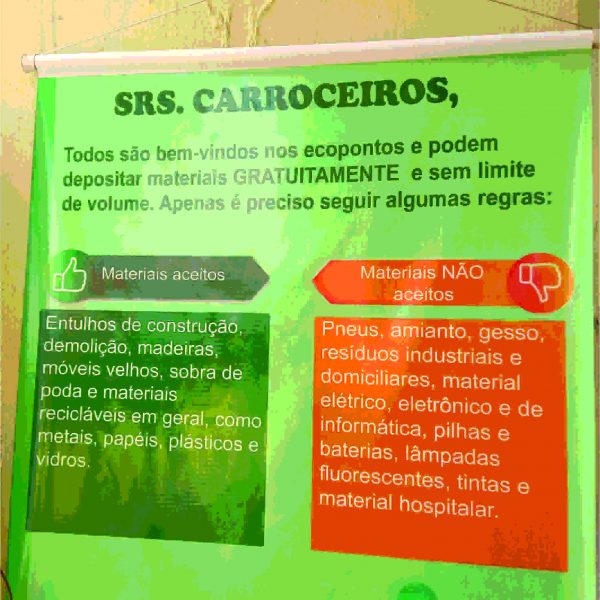 SRS. CARROCEIROS,
Todos são bem-vindos nos ecopontos e podem
depositar materiais GRATUITAMENTE e sem limite
de volume. Apenas é preciso seguir algumas regras:
Materiais aceitos
Entulhos de construção,
demolição, madeiras,
móveis velhos, sobra de
poda e materiais
recicláveis em geral, como
metais, papéis, plásticos e
vidros.
Materiais NÃO
aceitos
Pneus, amianto, gesso,
resíduos industriais e
domiciliares, material
elétrico, eletrônico e de
informática, pilhas e
baterias, lâmpadas
fluorescentes, tintas e
material hospitalar.